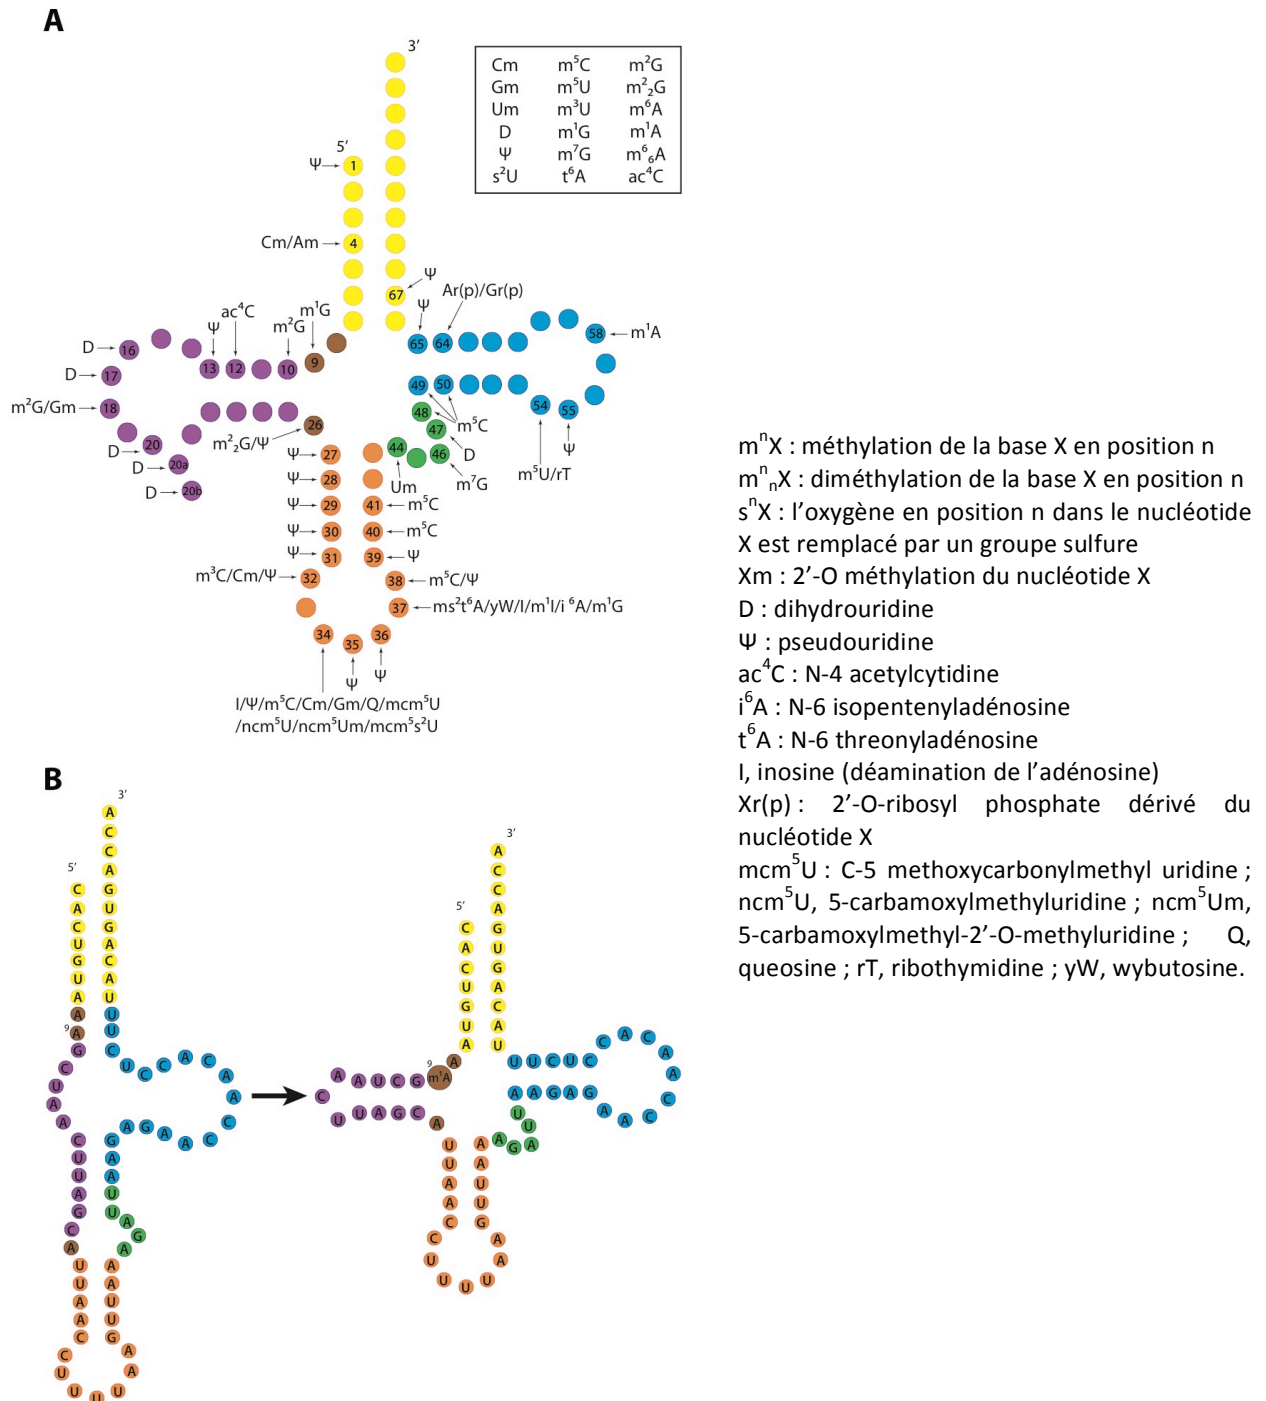 A
3′
Cm m⁵C m²G
Gm m⁵U m²₂G
Um m³U m⁶A
D m¹G m¹A
Ψ m⁷G m⁶₆A
s²U t⁶A ac⁴C
5′
Ψ 1
Cm/Am 4
67 Ψ
Ar(p)/Gr(p)
Ψ
65 64
58 m¹A
m¹G
ac⁴C
m²G
Ψ
D 16
13 12 10 9
D 17
m²G/Gm 18
D 20
D 20a
D 20b
26
m²₂G/Ψ
49 50
48
47
46
44
m⁵C
D
m⁷G
Um
54 55
m⁵U/rT
Ψ
Ψ 27
Ψ 28
Ψ 29 41 m⁵C
Ψ 30 40 m⁵C
Ψ 31 39 Ψ
m³C/Cm/Ψ 32 38 m⁵C/Ψ
37 ms²t⁶A/yW/I/m¹I/i⁶A/m¹G
34 35 36
Ψ Ψ
I/Ψ/m⁵C/Cm/Gm/Q/mcm⁵U
/ncm⁵U/ncm⁵Um/mcm⁵s²U
mⁿX : méthylation de la base X en position n
mⁿₙX : diméthylation de la base X en position n
sⁿX : l’oxygène en position n dans le nucléotide
X est remplacé par un groupe sulfure
Xm : 2’-O méthylation du nucléotide X
D : dihydrouridine
Ψ : pseudouridine
ac⁴C : N-4 acetylcytidine
i⁶A : N-6 isopentenyladénosine
t⁶A : N-6 threonyladénosine
I, inosine (déamination de l’adénosine)
Xr(p) : 2’-O-ribosyl phosphate dérivé du
nucléotide X
mcm⁵U : C-5 methoxycarbonylmethyl uridine ;
ncm⁵U, 5-carbamoxylmethyluridine ; ncm⁵Um,
5-carbamoxylmethyl-2’-O-methyluridine ; Q,
queosine ; rT, ribothymidine ; yW, wybutosine.
B
5′
C A C U G U A A
9 A
G C U A A C U U A G C A
U U A A C
C U U U U A A
G U U A A
A G A U U
A A G A G A A C C A A C A C C U
C U U
U A C A G U G A C C A
3′
5′
C A C U G U A A
9 m¹A
G C U A A C U U A G C A
U U A A C
C U U U U A A
G U U A A
A G A U U
A A G A G A A C C A A C A C C U C U U
U A C A G U G A C C A
3′